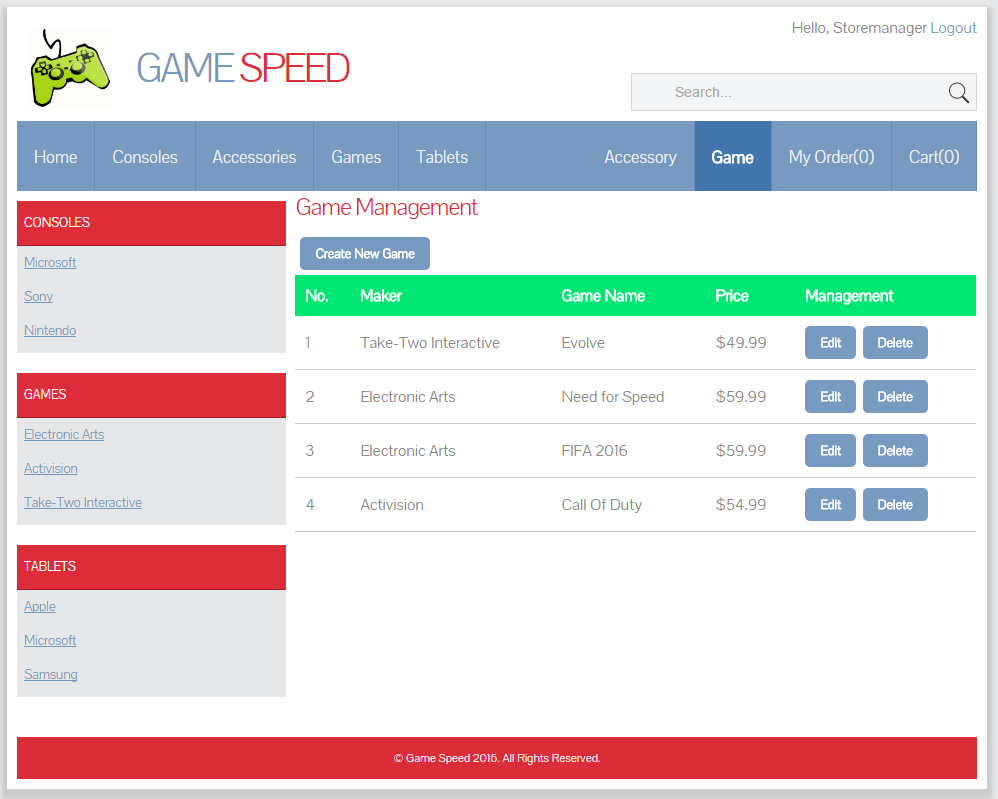 Hello, Storemanager Logout
GAME SPEED
Search...
Home Consoles Accessories Games Tablets Accessory Game My Order(0) Cart(0)
CONSOLES
Microsoft
Sony
Nintendo
GAMES
Electronic Arts
Activision
Take-Two Interactive
TABLETS
Apple
Microsoft
Samsung
Game Management
Create New Game
No. Maker Game Name Price Management
1 Take-Two Interactive Evolve $49.99 Edit Delete
2 Electronic Arts Need for Speed $59.99 Edit Delete
3 Electronic Arts FIFA 2016 $59.99 Edit Delete
4 Activision Call Of Duty $54.99 Edit Delete
© Game Speed 2016. All Rights Reserved.